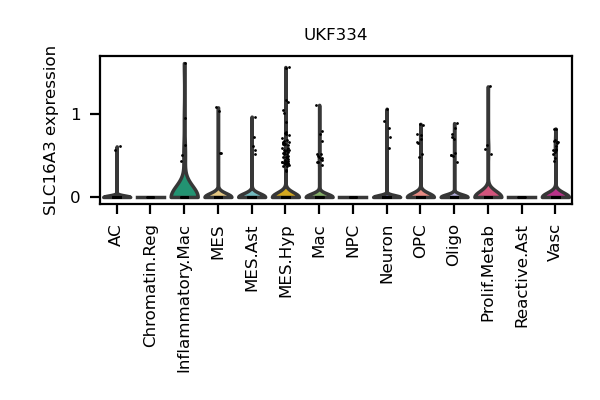 UKF334
SLC16A3 expression
1
0
AC
Chromatin.Reg
Inflammatory.Mac
MES
MES.Ast
MES.Hyp
Mac
NPC
Neuron
OPC
Oligo
Prolif.Metab
Reactive.Ast
Vasc